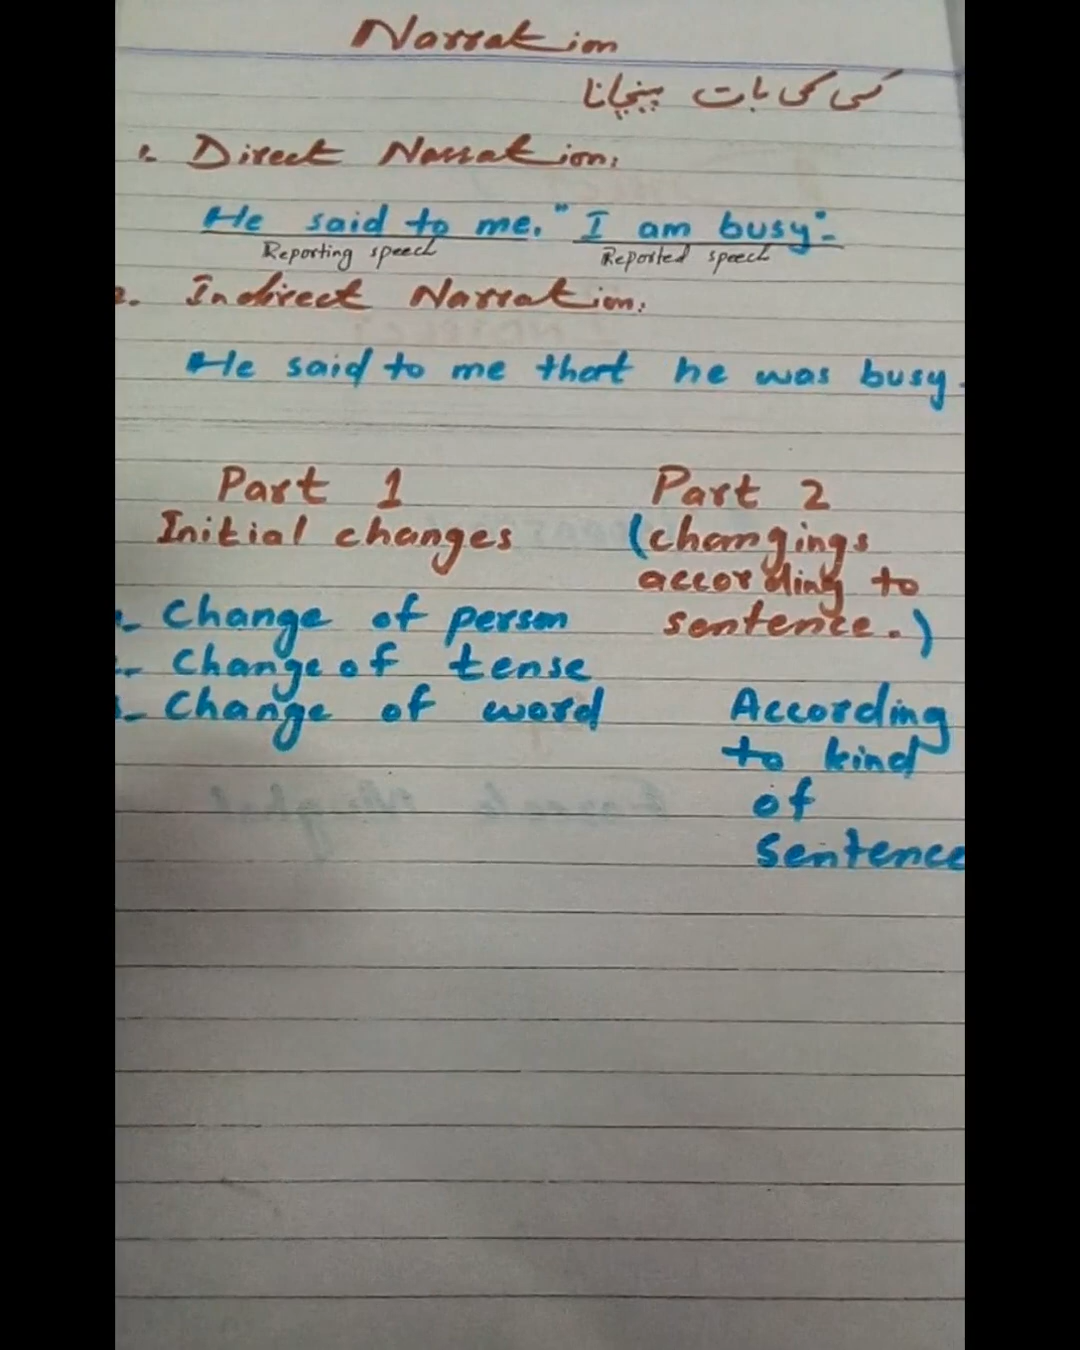 Narration
کسی کی بات پہنچانا
1. Direct Narration:
He said to me. "I am busy".
Reporting speech Reported speech
2. Indirect Narration:
He said to me that he was busy.
Part 1
Initial changes
1- Change of person
2- Change of tense
3- Change of word
Part 2
(changings
according to
sentence.)
According
to kind
of
sentence